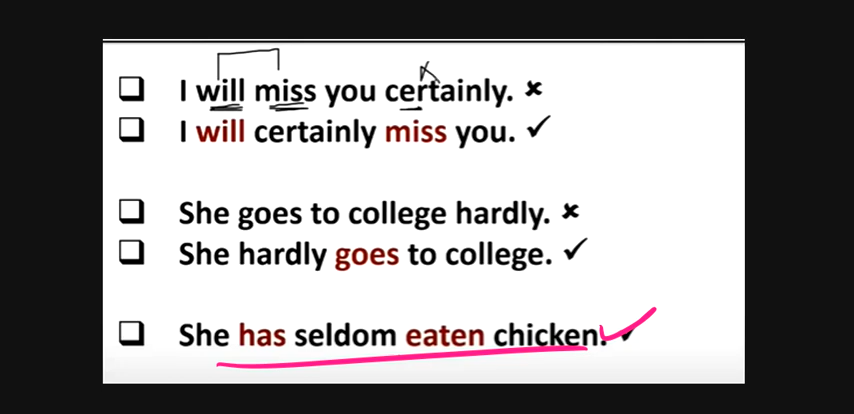 ❑ I will miss you certainly. ×
❑ I will certainly miss you. ✓
❑ She goes to college hardly. ×
❑ She hardly goes to college. ✓
❑ She has seldom eaten chicken. ✓